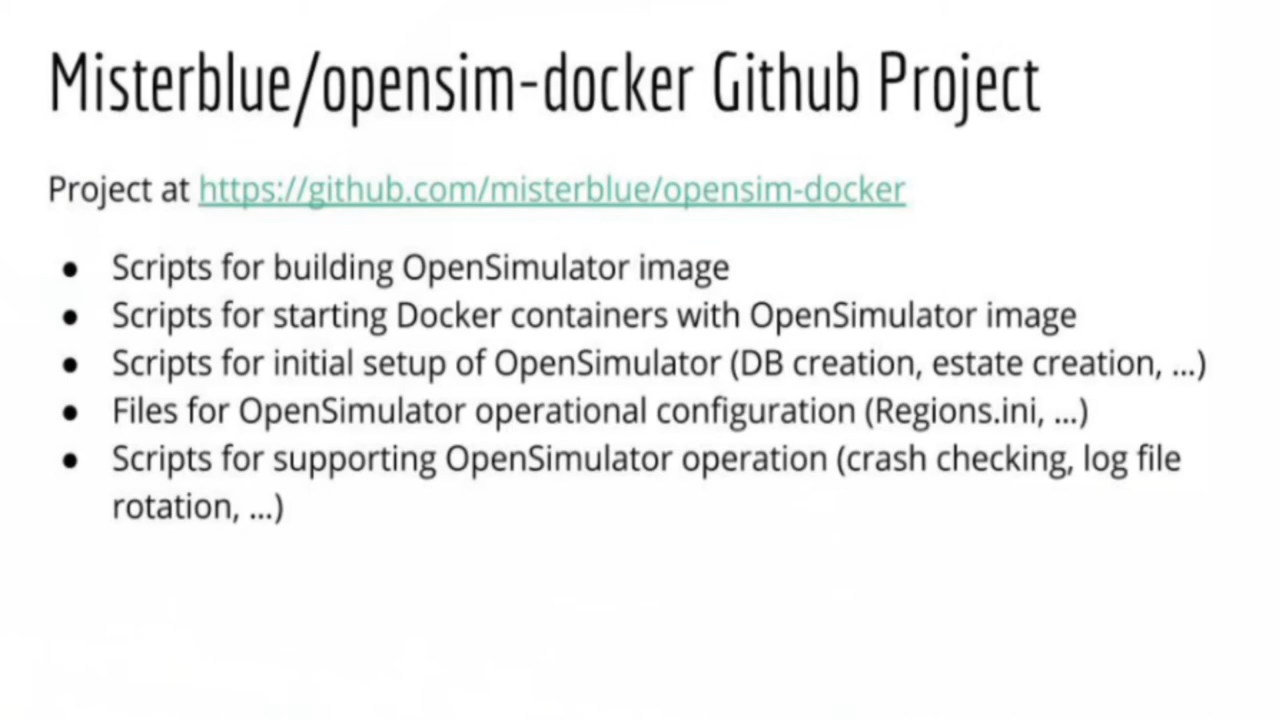 Misterblue/opensim-docker Github Project
Project at https://github.com/misterblue/opensim-docker
● Scripts for building OpenSimulator image
● Scripts for starting Docker containers with OpenSimulator image
● Scripts for initial setup of OpenSimulator (DB creation, estate creation, ...)
● Files for OpenSimulator operational configuration (Regions.ini, ...)
● Scripts for supporting OpenSimulator operation (crash checking, log file
rotation, ...)